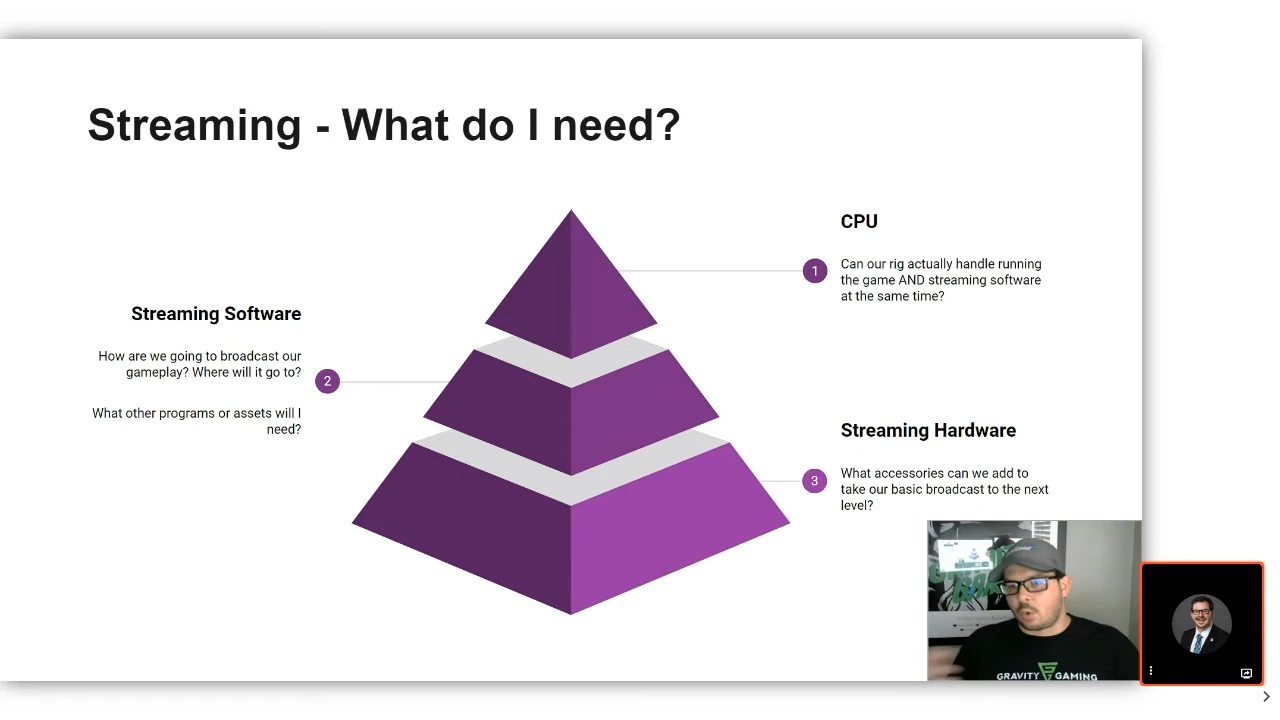 Streaming - What do I need?
CPU
1
Can our rig actually handle running
the game AND streaming software
at the same time?
Streaming Software
How are we going to broadcast our
gameplay? Where will it go to?
2
What other programs or assets will I
need?
Streaming Hardware
3
What accessories can we add to
take our basic broadcast to the next
level?
GRAVITY GAMING